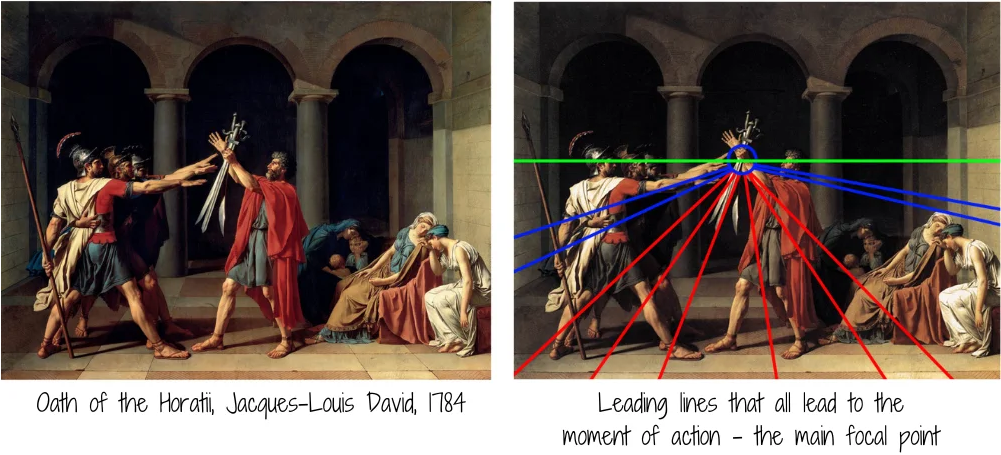 Oath of the Horatii, Jacques-Louis David, 1784
Leading lines that all lead to the
moment of action - the main focal point